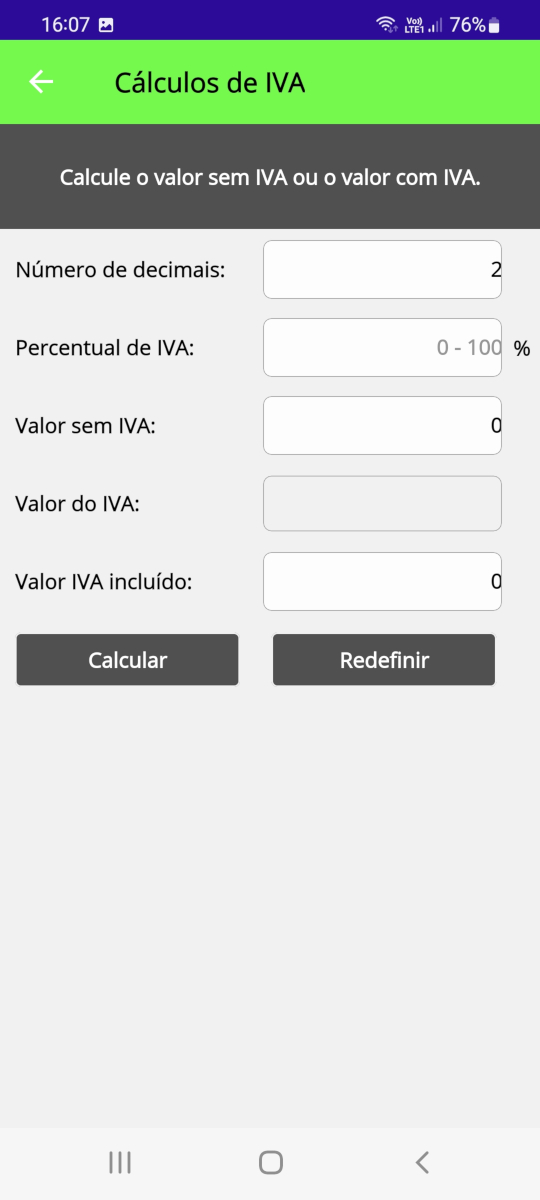 16:07 Vo)) LTE1 76%
Cálculos de IVA
Calcule o valor sem IVA ou o valor com IVA.
Número de decimais: 2
Percentual de IVA: 0 - 100 %
Valor sem IVA: 0
Valor do IVA:
Valor IVA incluído: 0
Calcular Redefinir